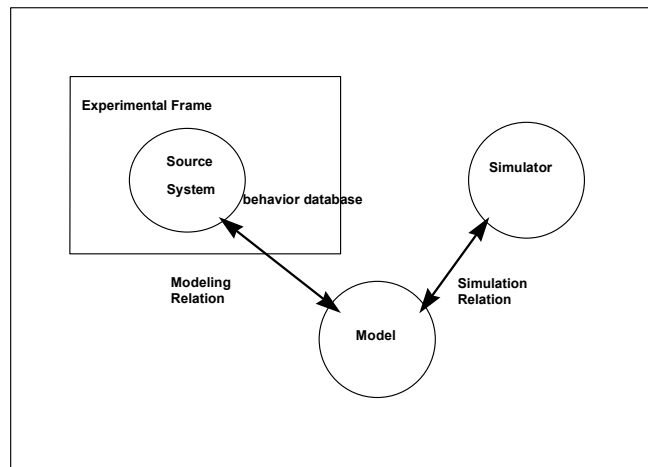 Experimental Frame
Source
System
behavior database
Simulator
Modeling
Relation
Simulation
Relation
Model